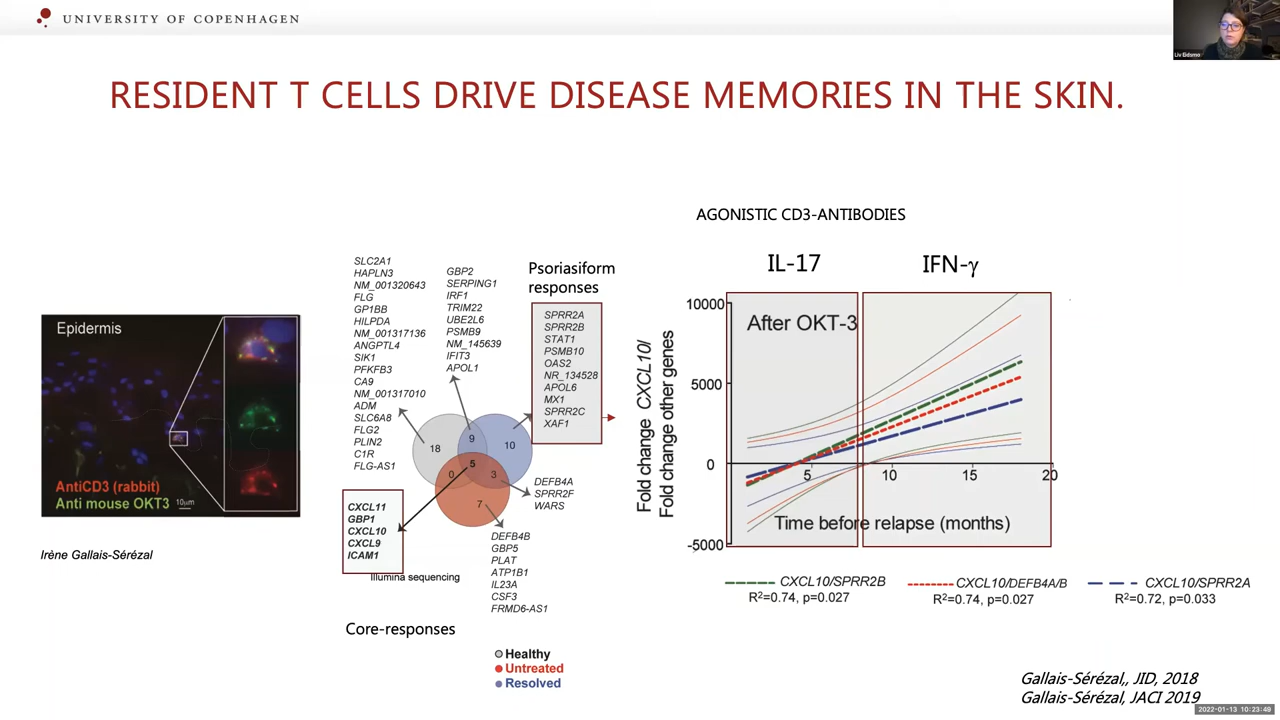 UNIVERSITY OF COPENHAGEN
Liv Eidsmo
RESIDENT T CELLS DRIVE DISEASE MEMORIES IN THE SKIN.
Epidermis
AntiCD3 (rabbit)
Anti mouse OKT3
10µm
Irène Gallais-Sérézal
SLC2A1
HAPLN3
NM_001320643
FLG
GP1BB
HILPDA
NM_001317136
ANGPTL4
SIK1
PFKFB3
CA9
NM_001317010
ADM
SLC6A8
FLG2
PLIN2
C1R
FLG-AS1
GBP2
SERPING1
IRF1
TRIM22
UBE2L6
PSMB9
NM_145639
IFIT3
APOL1
Psoriasiform
responses
SPRR2A
SPRR2B
STAT1
PSMB10
OAS2
NR_134528
APOL6
MX1
SPRR2C
XAF1
18
9
10
5
0
3
7
CXCL11
GBP1
CXCL10
CXCL9
ICAM1
DEFB4A
SPRR2F
WARS
DEFB4B
GBP5
PLAT
ATP1B1
IL23A
CSF3
FRMD6-AS1
Illumina sequencing
Core-responses
Healthy
Untreated
Resolved
AGONISTIC CD3-ANTIBODIES
IL-17
IFN-γ
After OKT-3
Fold change CXCL10/
Fold change other genes
10000
5000
0
-5000
5
10
15
20
Time before relapse (months)
CXCL10/SPRR2B
R²=0.74, p=0.027
CXCL10/DEFB4A/B
R²=0.74, p=0.027
CXCL10/SPRR2A
R²=0.72, p=0.033
Gallais-Sérézal,, JID, 2018
Gallais-Sérézal, JACI 2019
2022-01-13 10:23:49